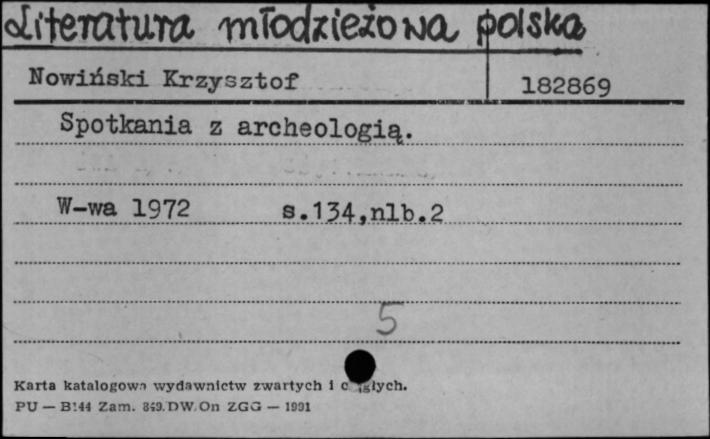 Literatura młodzieżowa polska
Nowiński Krzysztof 182869
Spotkania z archeologią.
W-wa 1972 s.134,nlb.2
5
Karta katalogowa wydawnictw zwartych i ciągłych.
PU — B144 Zam. DW.On ZGG — 1991